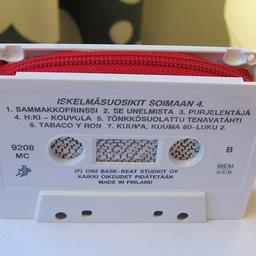 ISKELMÄSUOSIKIT SOIMAAN 4.
1. SAMMAKKOPRINSSI 2. SE UNELMISTA 3. PURJELENTÄJÄ
4. H:KI - KOUVOLA 5. TÖNKKÖSUOLATTU TENAVATÄHTI
6. TABACO Y RON 7. KUUMA, KUUMA 60-LUKU 2.
9208
MC
B
BIEM
ncb
(P) 1992 BASE-BEAT STUDIOT OY
KAIKKI OIKEUDET PIDÄTETÄÄN
MADE IN FINLAND